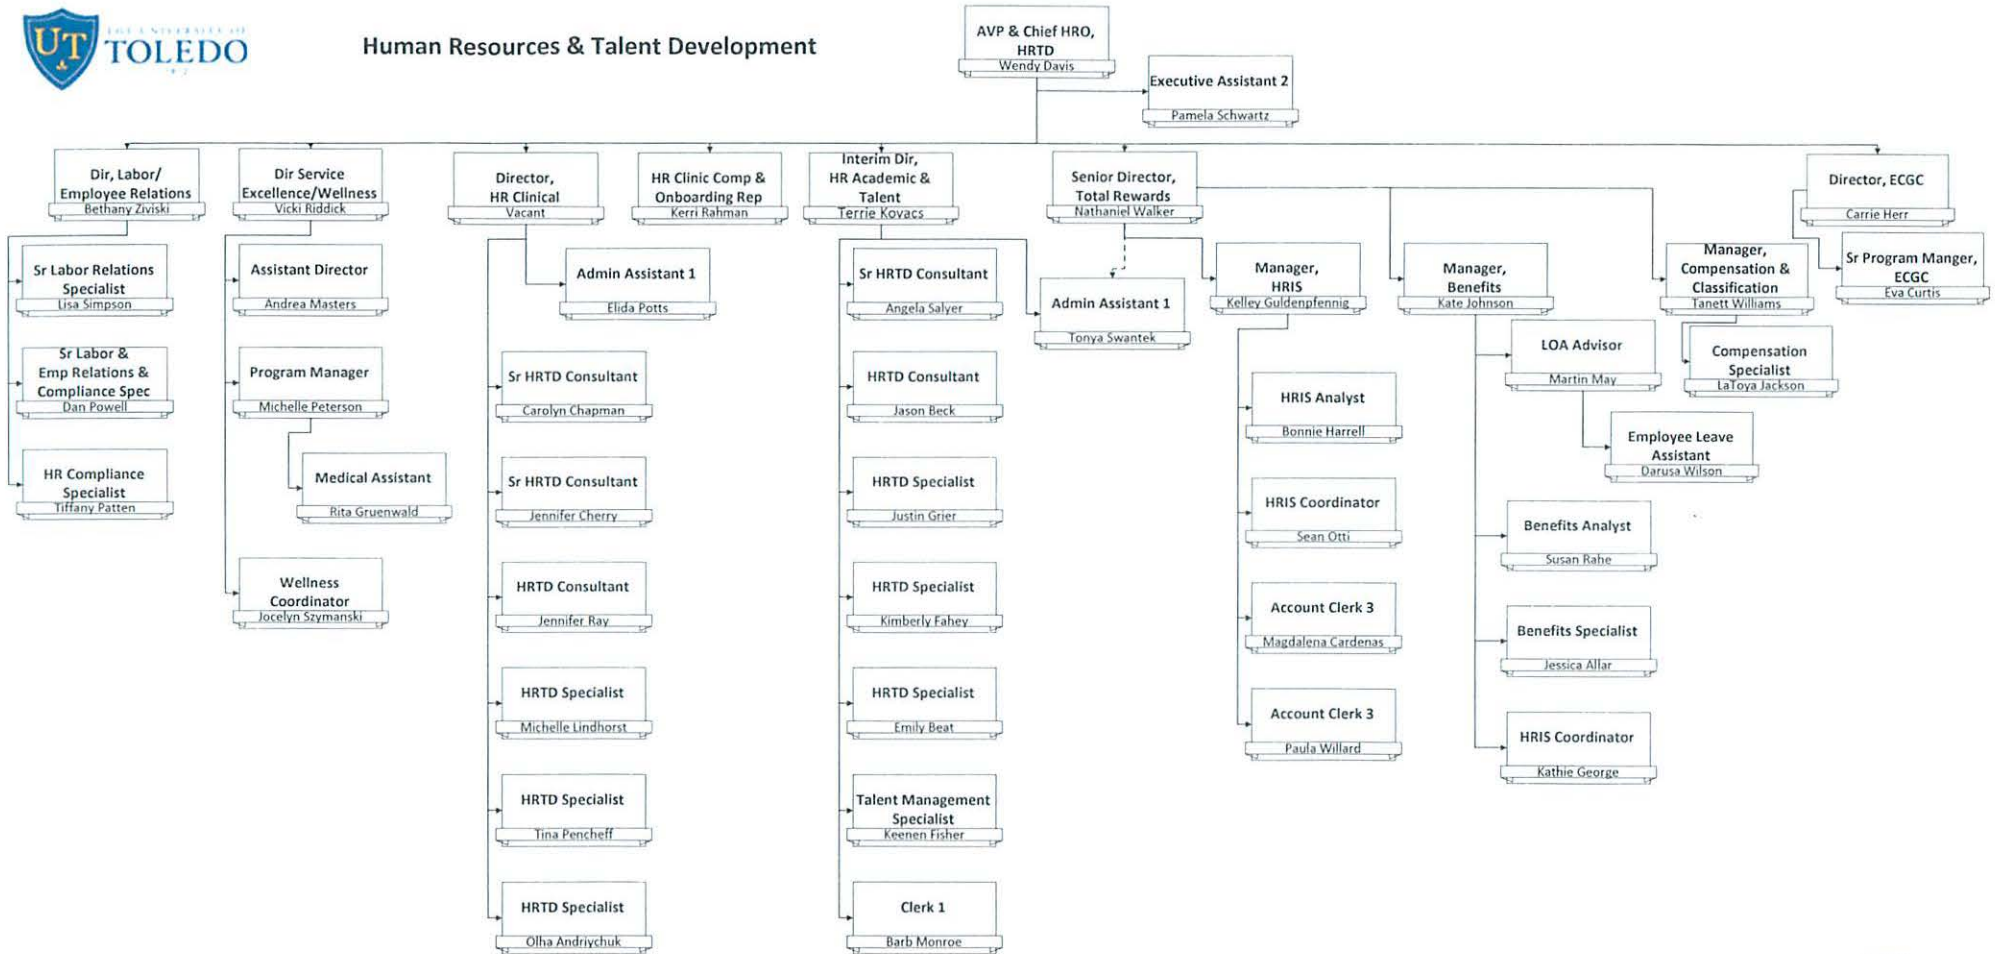 UT
THE UNIVERSITY OF
TOLEDO
1872
Human Resources & Talent Development
AVP & Chief HRO,
HRTD
Wendy Davis
Executive Assistant 2
Pamela Schwartz
Dir, Labor/
Employee Relations
Bethany Ziviski
Dir Service
Excellence/Wellness
Vicki Riddick
Director,
HR Clinical
Vacant
HR Clinic Comp &
Onboarding Rep
Kerri Rahman
Interim Dir,
HR Academic &
Talent
Terrie Kovacs
Senior Director,
Total Rewards
Nathaniel Walker
Director, ECGC
Carrie Herr
Sr Labor Relations
Specialist
Lisa Simpson
Sr Labor &
Emp Relations &
Compliance Spec
Dan Powell
HR Compliance
Specialist
Tiffany Patten
Assistant Director
Andrea Masters
Program Manager
Michelle Peterson
Medical Assistant
Rita Gruenwald
Wellness
Coordinator
Jocelyn Szymanski
Admin Assistant 1
Elida Potts
Sr HRTD Consultant
Carolyn Chapman
Sr HRTD Consultant
Jennifer Cherry
HRTD Consultant
Jennifer Ray
HRTD Specialist
Michelle Lindhorst
HRTD Specialist
Tina Pencheff
HRTD Specialist
Olha Andriychuk
Sr HRTD Consultant
Angela Salyer
HRTD Consultant
Jason Beck
HRTD Specialist
Justin Grier
HRTD Specialist
Kimberly Fahey
HRTD Specialist
Emily Beat
Talent Management
Specialist
Keenen Fisher
Clerk 1
Barb Monroe
Admin Assistant 1
Tonya Swantek
Manager,
HRIS
Kelley Guldenpfennig
HRIS Analyst
Bonnie Harrell
HRIS Coordinator
Sean Otti
Account Clerk 3
Magdalena Cardenas
Account Clerk 3
Paula Willard
Manager,
Benefits
Kate Johnson
LOA Advisor
Martin May
Employee Leave
Assistant
Darusa Wilson
Benefits Analyst
Susan Rahe
Benefits Specialist
Jessica Allar
HRIS Coordinator
Kathie George
Manager,
Compensation &
Classification
Tanett Williams
Compensation
Specialist
LaToya Jackson
Sr Program Manger,
ECGC
Eva Curtis